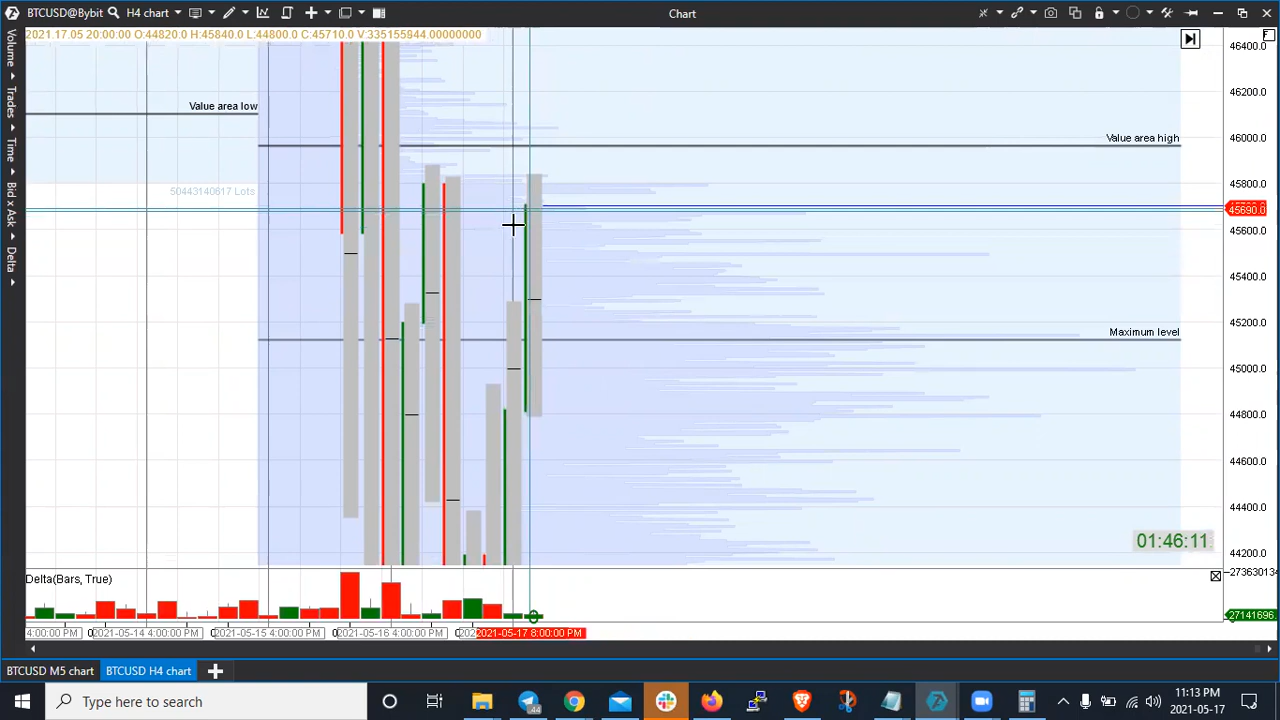 BTCUSD@Bybit H4 chart Chart
2021.17.05 20:00:00 O:44820.0 H:45840.0 L:44800.0 C:45710.0 V:335155944.00000000
Volume
Trades
Time
Bid x Ask
Delta
Value area low
Value area high
50443140617 Lots
Maximum level
46400.0
46200.0
46000.0
45800.0
45690.0
45600.0
45400.0
45200.0
45000.0
44800.0
44600.0
44400.0
44200.0
01:46:11
Delta(Bars, True)
-27363013
27141696
4:00:00 PM
2021-05-14 4:00:00 PM
2021-05-15 4:00:00 PM
2021-05-16 4:00:00 PM
2021-05-17 8:00:00 PM
BTCUSD M5 chart BTCUSD H4 chart
Type here to search
44
11:13 PM
2021-05-17